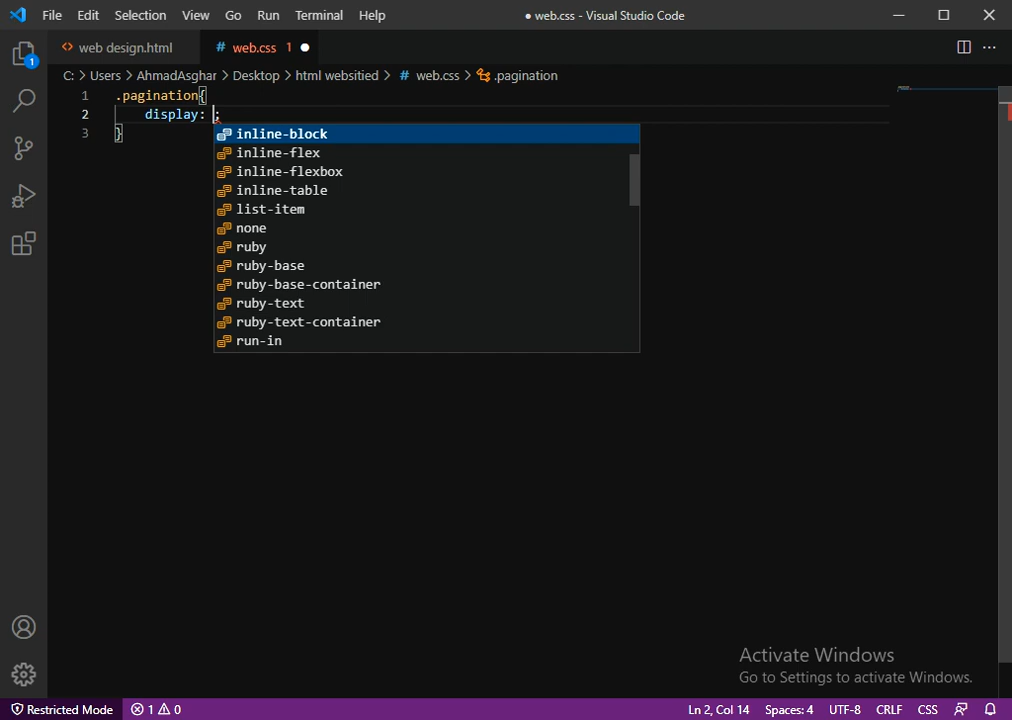 File Edit Selection View Go Run Terminal Help ● web.css - Visual Studio Code
<> web design.html # web.css 1 ●
C: > Users > AhmadAsghar > Desktop > html websitied > # web.css > .pagination
1 .pagination{
2 display: ;
3 }
inline-block
inline-flex
inline-flexbox
inline-table
list-item
none
ruby
ruby-base
ruby-base-container
ruby-text
ruby-text-container
run-in
1
Activate Windows
Go to Settings to activate Windows.
Restricted Mode 1 0 Ln 2, Col 14 Spaces: 4 UTF-8 CRLF CSS